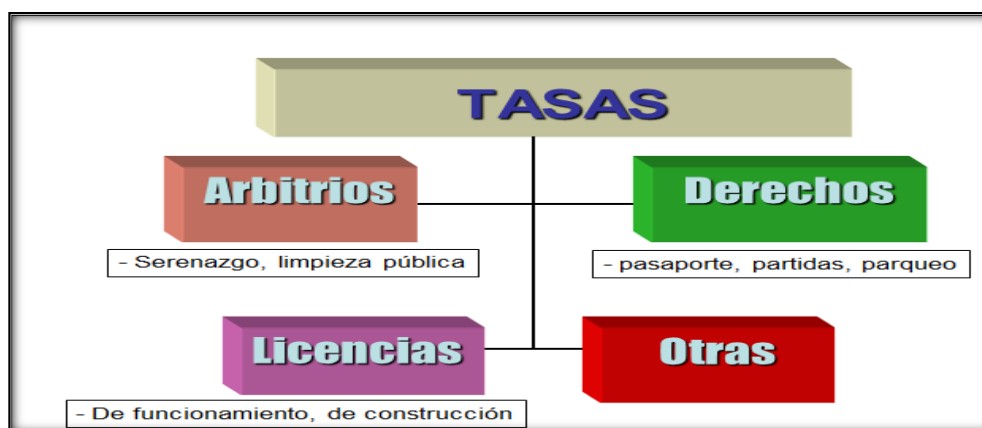 TASAS
Arbitrios
- Serenazgo, limpieza pública
Derechos
- pasaporte, partidas, parqueo
Licencias
- De funcionamiento, de construcción
Otras